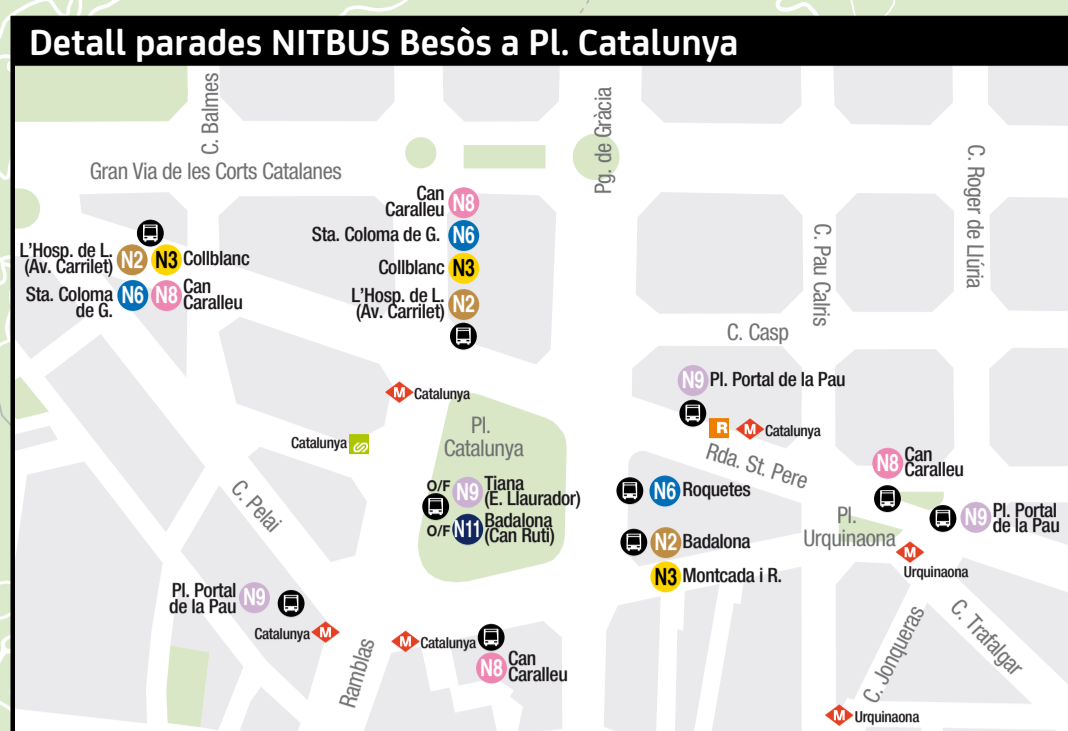 Detall parades NITBUS Besòs a Pl. Catalunya
C. Balmes
Pg. de Gràcia
Gran Via de les Corts Catalanes
C. Roger de Llúria
C. Pau Calris
Can
Caralleu N8
Sta. Coloma de G. N6
Collblanc N3
L'Hosp. de L.
(Av. Carrilet) N2
L'Hosp. de L.
(Av. Carrilet) N2 N3 Collblanc
Sta. Coloma
de G. N6 N8 Can
Caralleu
C. Casp
N9 Pl. Portal de la Pau
M Catalunya
R M Catalunya
Catalunya
Pl.
Catalunya
Rda. St. Pere
N8 Can
Caralleu
C. Pelai
O/F N9 Tiana
(E. Llaurador)
O/F N11 Badalona
(Can Ruti)
N6 Roquetes
N2 Badalona
N3 Montcada i R.
Pl.
Urquinaona
N9 Pl. Portal
de la Pau
M
Urquinaona
Pl. Portal
de la Pau N9
Catalunya M
M Catalunya
N8 Can
Caralleu
Ramblas
C. Jonqueras
C. Trafalgar
M Urquinaona